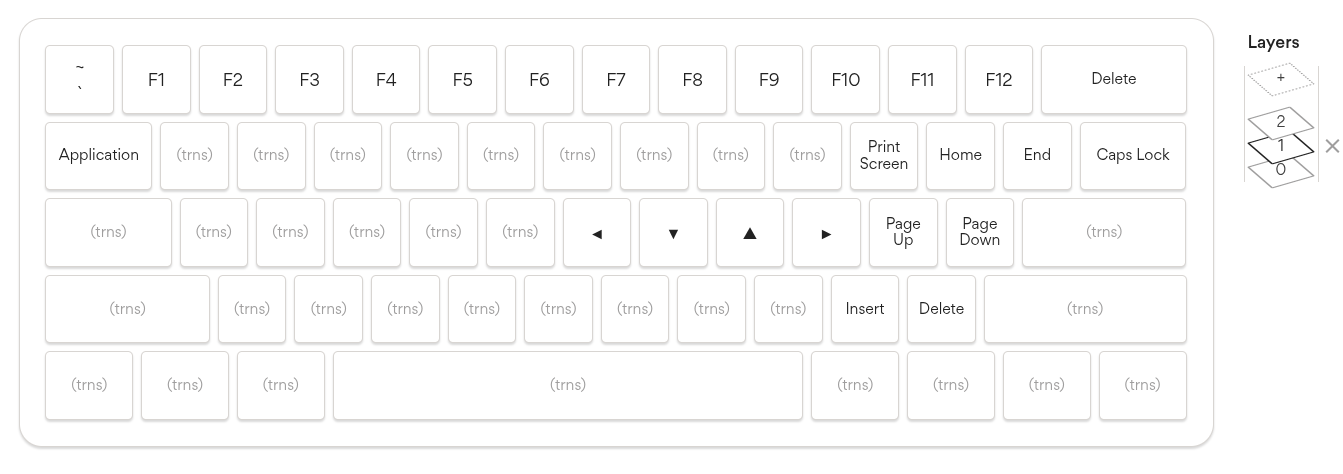 ~
`
F1
F2
F3
F4
F5
F6
F7
F8
F9
F10
F11
F12
Delete
Application
(trns)
(trns)
(trns)
(trns)
(trns)
(trns)
(trns)
(trns)
(trns)
Print
Screen
Home
End
Caps Lock
(trns)
(trns)
(trns)
(trns)
(trns)
(trns)
◄
▼
▲
►
Page
Up
Page
Down
(trns)
(trns)
(trns)
(trns)
(trns)
(trns)
(trns)
(trns)
(trns)
(trns)
Insert
Delete
(trns)
(trns)
(trns)
(trns)
(trns)
(trns)
(trns)
(trns)
(trns)
Layers
+
2
1
×
0